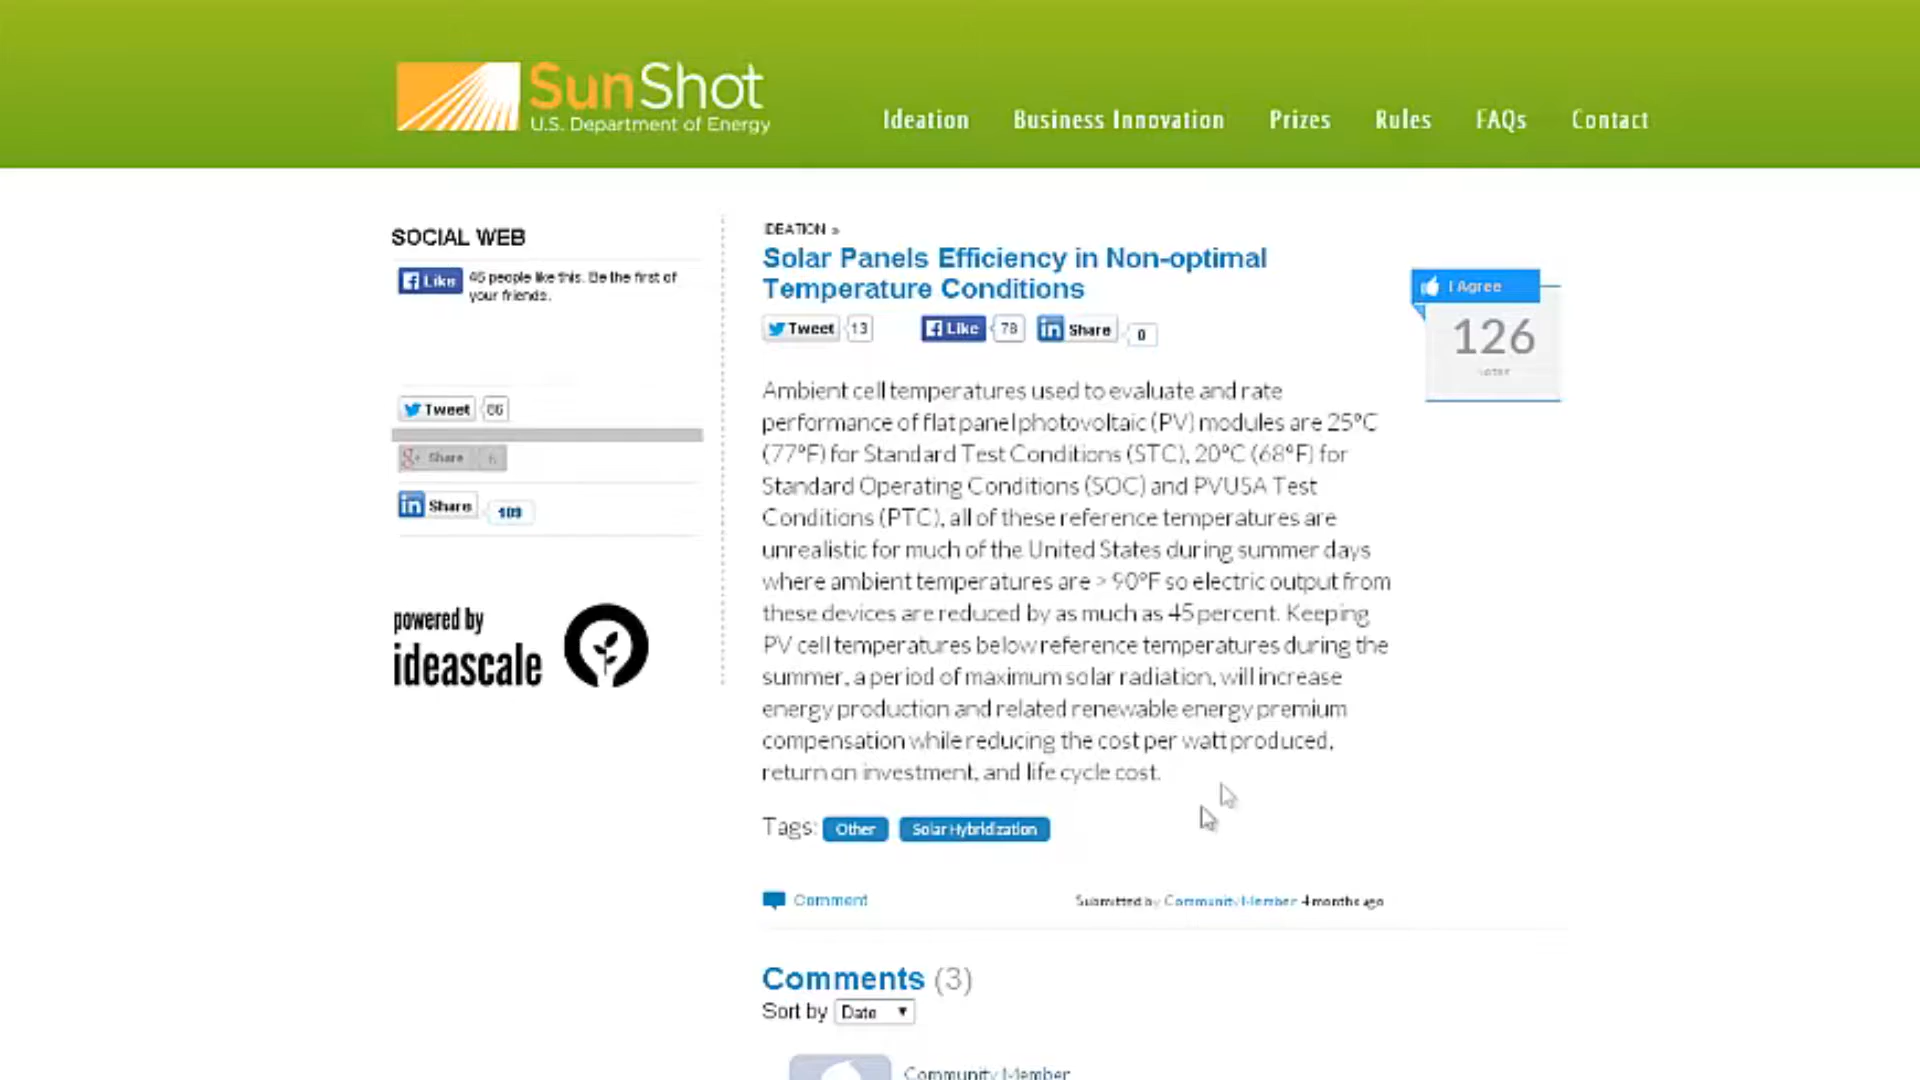 SunShot
U.S. Department of Energy
Ideation Business Innovation Prizes Rules FAQs Contact
SOCIAL WEB
Like 45 people like this. Be the first of
your friends.
Tweet 86
Share 6
in Share 109
powered by
ideascale
IDEATION »
Solar Panels Efficiency in Non-optimal
Temperature Conditions
Tweet 13 Like 78 in Share 0
I Agree
126
Ambient cell temperatures used to evaluate and rate
performance of flat panel photovoltaic (PV) modules are 25°C
(77°F) for Standard Test Conditions (STC), 20°C (68°F) for
Standard Operating Conditions (SOC) and PVUSA Test
Conditions (PTC), all of these reference temperatures are
unrealistic for much of the United States during summer days
where ambient temperatures are > 90°F so electric output from
these devices are reduced by as much as 45 percent. Keeping
PV cell temperatures below reference temperatures during the
summer, a period of maximum solar radiation, will increase
energy production and related renewable energy premium
compensation while reducing the cost per watt produced,
return on investment, and life cycle cost.
Tags: Other Solar Hybridization
Comment Submitted by Community Member 4 months ago
Comments (3)
Sort by Date
Community Member